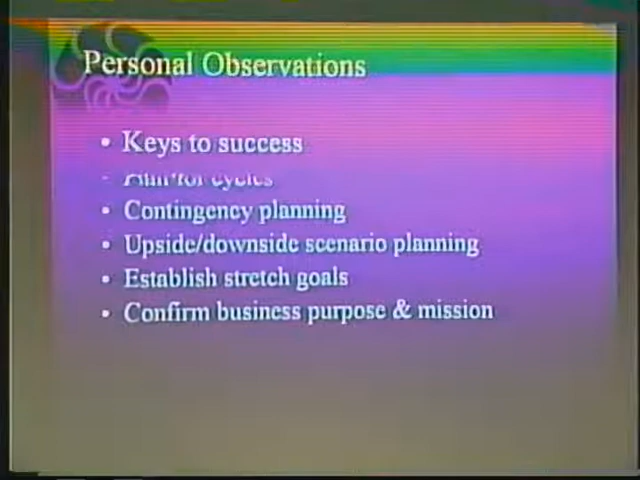 Personal Observations
• Keys to success
- Plan for cycles
• Contingency planning
• Upside/downside scenario planning
• Establish stretch goals
• Confirm business purpose & mission